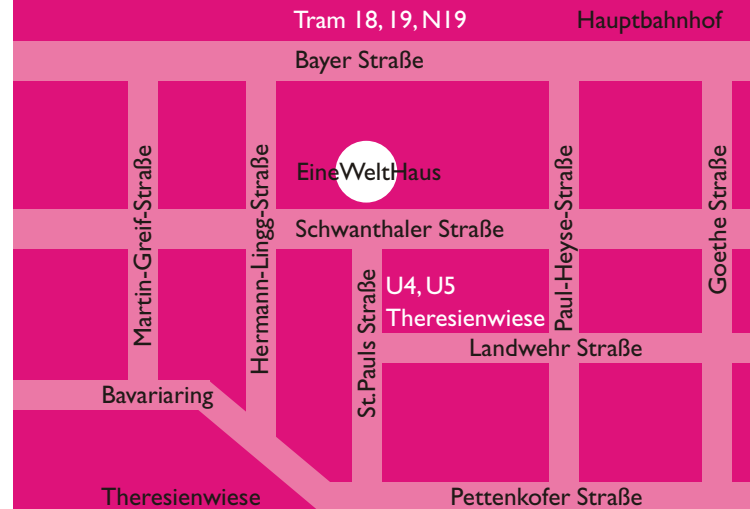 Tram 18, 19, N19
Hauptbahnhof
Bayer Straße
EineWeltHaus
Martin-Greif-Straße
Hermann-Lingg-Straße
Paul-Heyse-Straße
Goethe Straße
Schwanthaler Straße
St.Pauls Straße
U4, U5
Theresienwiese
Landwehr Straße
Bavariaring
Theresienwiese
Pettenkofer Straße